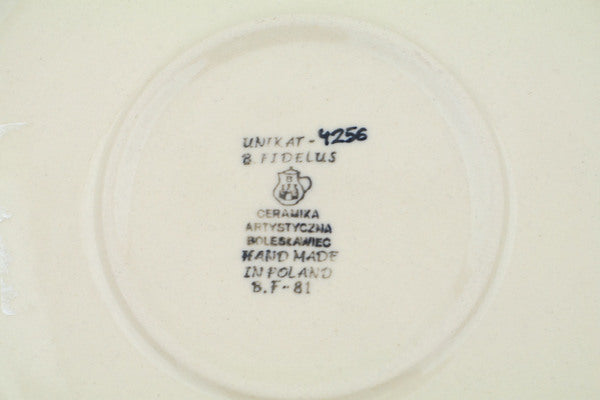 UNIKAT - 4256
B. FIDELUS
CERAMIKA
ARTYSTYCZNA
BOLESŁAWIEC
HAND MADE
IN POLAND
B.F-81